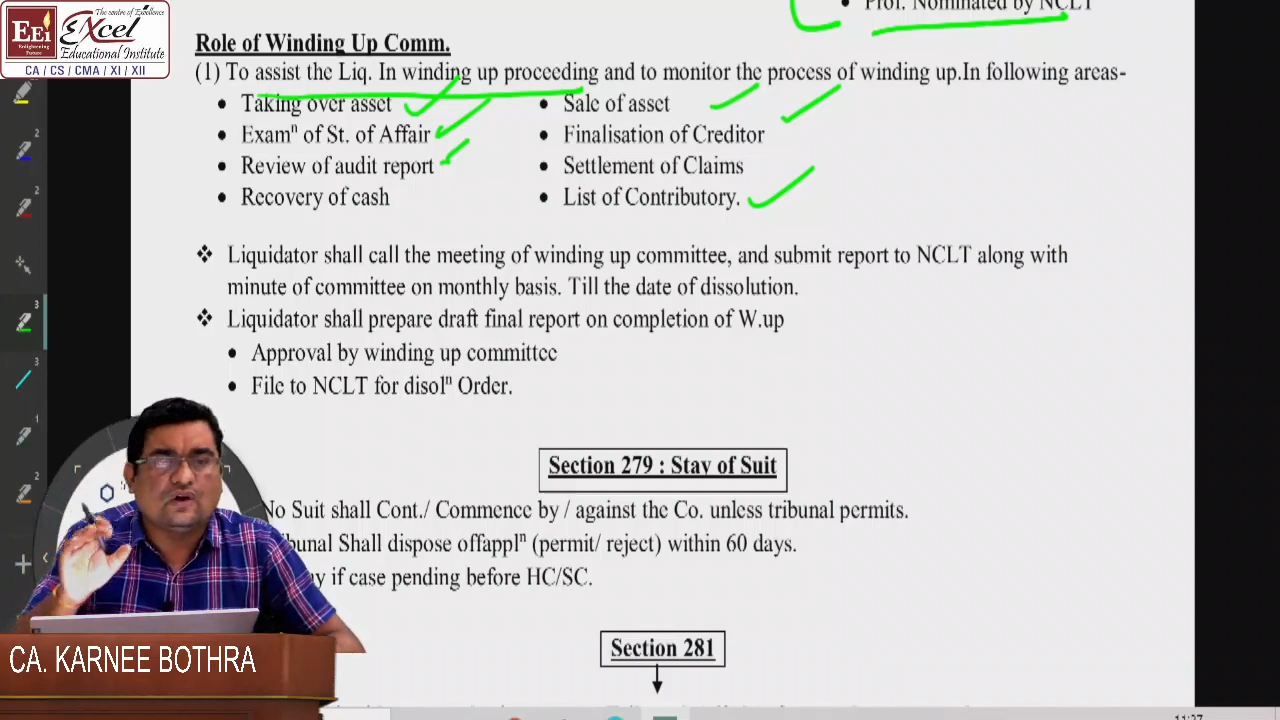 The centre of Excellence
EEi
Enlightening Future
EXcel
Educational Institute
CA / CS / CMA / XI / XII
• Prof. Nominated by NCLT
Role of Winding Up Comm.
(1) To assist the Liq. In winding up proceeding and to monitor the process of winding up.In following areas-
• Taking over asset • Sale of asset
• Examⁿ of St. of Affair • Finalisation of Creditor
• Review of audit report • Settlement of Claims
• Recovery of cash • List of Contributory.
❖ Liquidator shall call the meeting of winding up committee, and submit report to NCLT along with
minute of committee on monthly basis. Till the date of dissolution.
❖ Liquidator shall prepare draft final report on completion of W.up
• Approval by winding up committee
• File to NCLT for disolⁿ Order.
Section 279 : Stay of Suit
No Suit shall Cont./ Commence by / against the Co. unless tribunal permits.
Shall dispose offapplⁿ (permit/ reject) within 60 days.
if case pending before HC/SC.
CA. KARNEE BOTHRA
Section 281